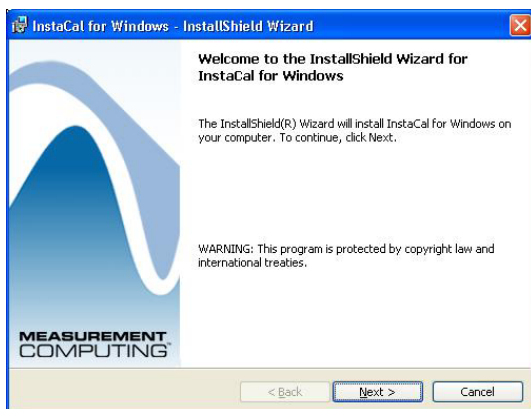 InstaCal for Windows - InstallShield Wizard
Welcome to the InstallShield Wizard for
InstaCal for Windows
The InstallShield(R) Wizard will install InstaCal for Windows on
your computer. To continue, click Next.
WARNING: This program is protected by copyright law and
international treaties.
MEASUREMENT
COMPUTING™
< Back
Next >
Cancel